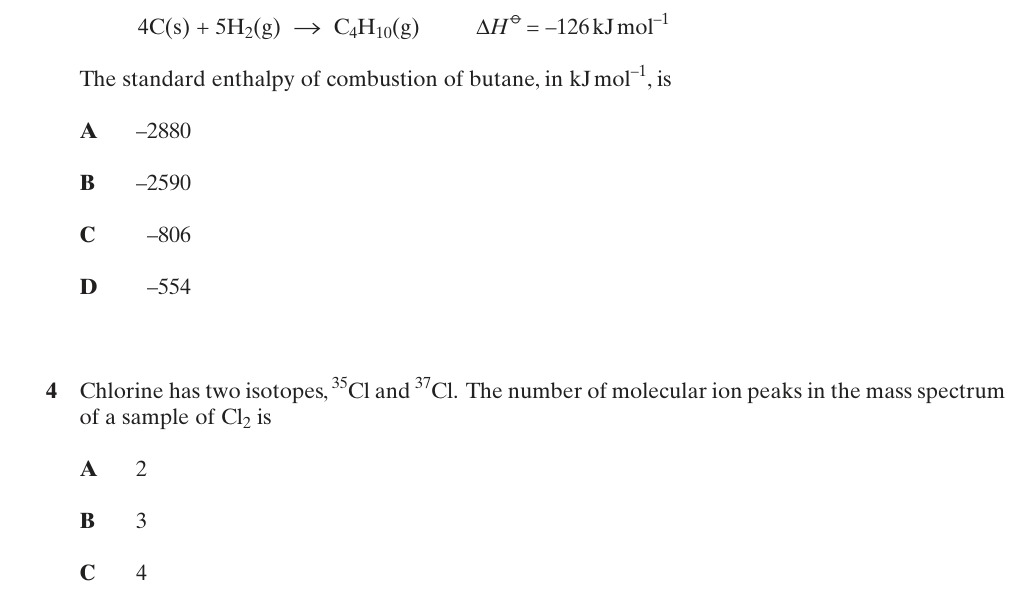 4C(s) + 5H₂(g) → C₄H₁₀(g) ΔH⦵ = –126 kJ mol⁻¹
The standard enthalpy of combustion of butane, in kJ mol⁻¹, is
A –2880
B –2590
C –806
D –554
4 Chlorine has two isotopes, ³⁵Cl and ³⁷Cl. The number of molecular ion peaks in the mass spectrum
of a sample of Cl₂ is
A 2
B 3
C 4